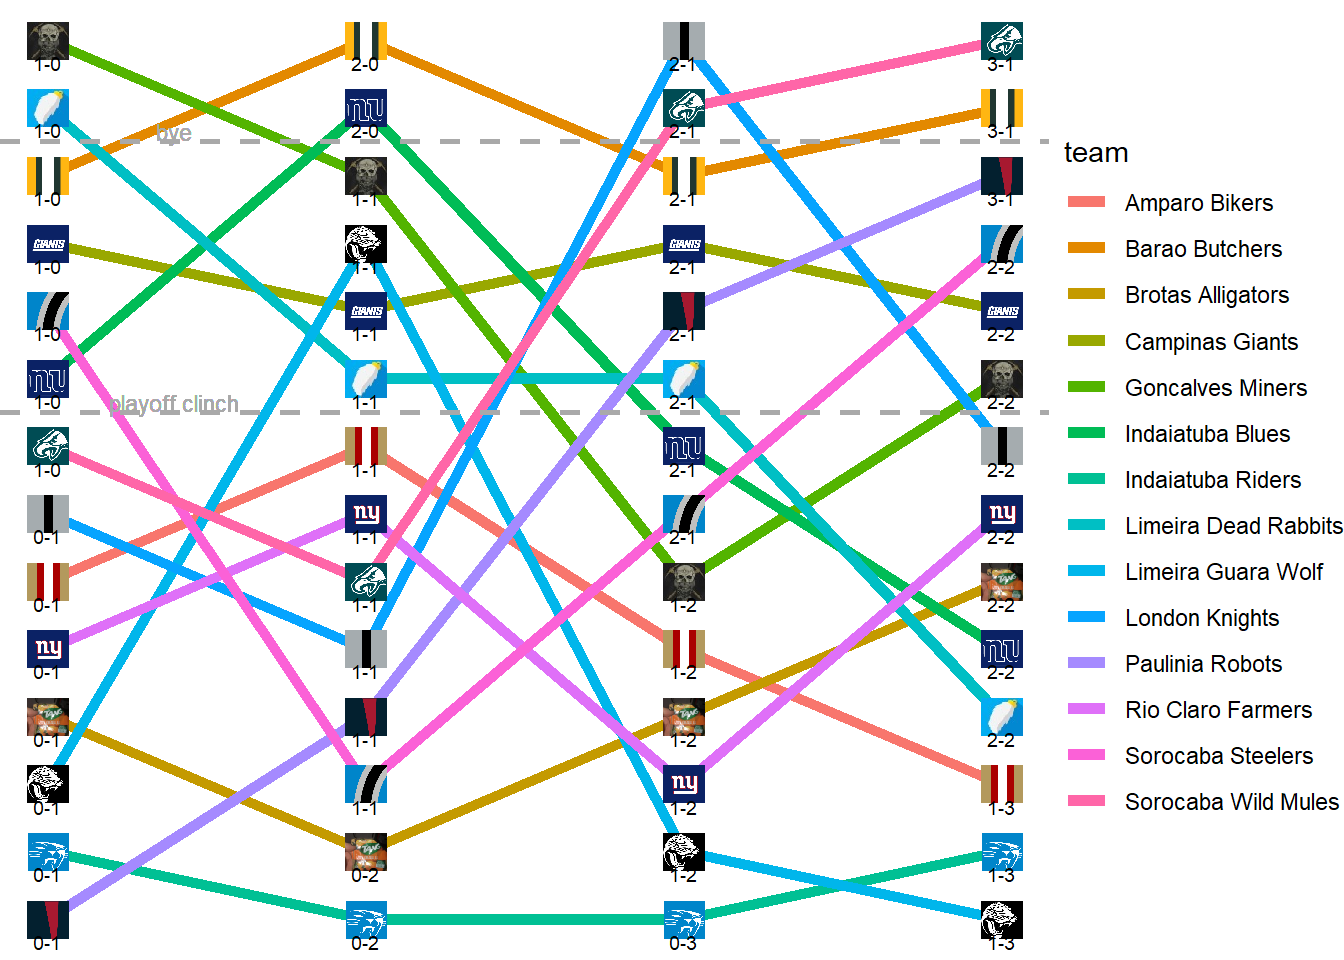 1-0
2-0
2-1
3-1
1-0
2-0
2-1
3-1
bye
1-0
1-1
2-1
3-1
GIANTS
1-0
1-1
GIANTS
2-1
2-2
1-0
GIANTS
1-1
2-1
GIANTS
2-2
nu
1-0
1-1
2-1
2-2
playoff clinch
1-0
1-1
nu
2-1
2-2
0-1
ny
1-1
2-1
ny
2-2
0-1
1-1
1-2
2-2
ny
0-1
1-1
1-2
nu
2-2
0-1
1-1
1-2
2-2
0-1
1-1
ny
1-2
1-3
0-1
0-2
1-2
1-3
0-1
0-2
0-3
1-3
team
Amparo Bikers
Barao Butchers
Brotas Alligators
Campinas Giants
Goncalves Miners
Indaiatuba Blues
Indaiatuba Riders
Limeira Dead Rabbits
Limeira Guara Wolf
London Knights
Paulinia Robots
Rio Claro Farmers
Sorocaba Steelers
Sorocaba Wild Mules